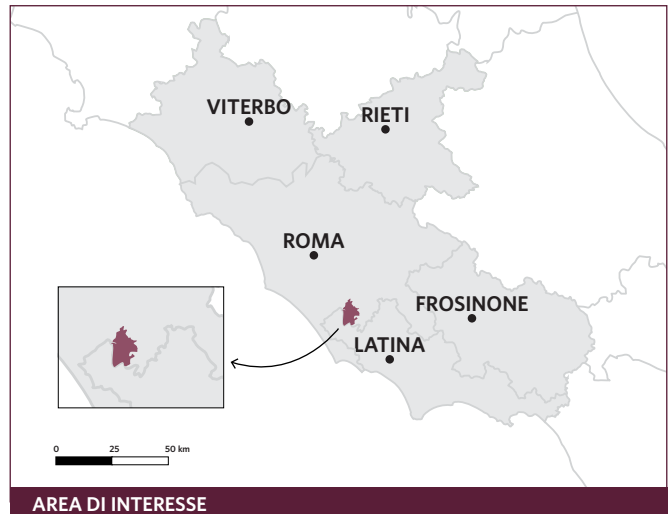 VITERBO
RIETI
ROMA
FROSINONE
LATINA
0 25 50 km
AREA DI INTERESSE